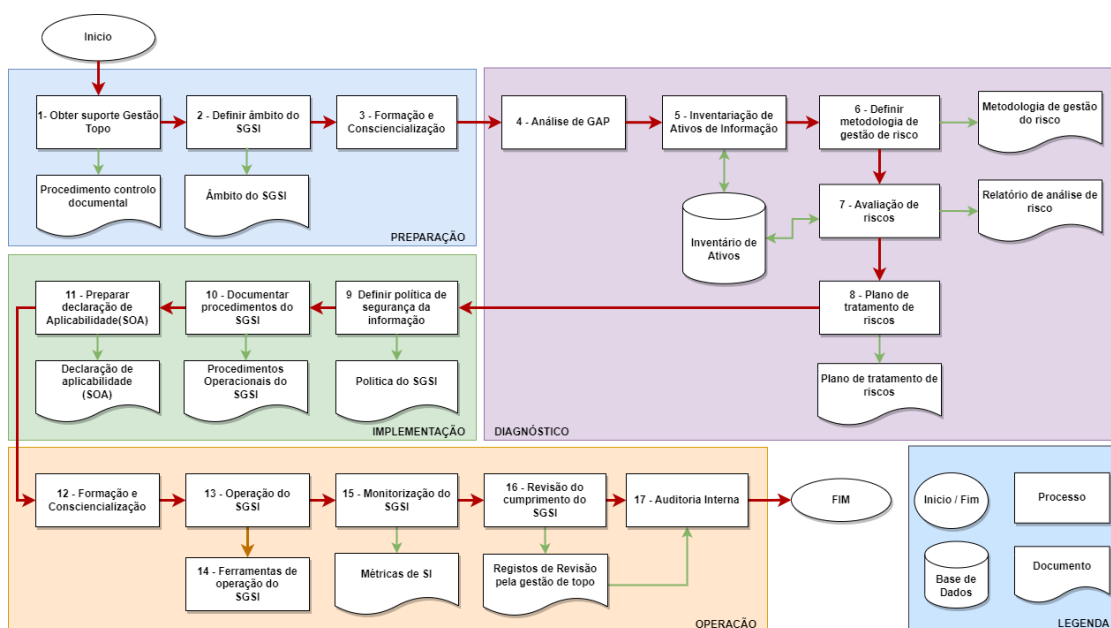 Inicio
1- Obter suporte Gestão
Topo
2 - Definir âmbito do
SGSI
3 - Formação e
Consciencialização
Procedimento controlo
documental
Âmbito do SGSI
PREPARAÇÃO
4 - Análise de GAP
5 - Inventariação de
Ativos de Informação
6 - Definir
metodologia de
gestão de risco
Metodologia de gestão
do risco
7 - Avaliação de
riscos
Relatório de análise de
risco
Inventário de
Ativos
8 - Plano de
tratamento de
riscos
Plano de tratamento de
riscos
DIAGNÓSTICO
9 Definir política de
segurança da
informação
10 - Documentar
procedimentos do
SGSI
11 - Preparar
declaração de
Aplicabilidade(SOA)
Declaração de
aplicabilidade
(SOA)
Procedimentos
Operacionais do
SGSI
Politica do SGSI
IMPLEMENTAÇÃO
12 - Formação e
Consciencialização
13 - Operação do
SGSI
15 - Monitorização do
SGSI
16 - Revisão do
cumprimento do
SGSI
17 - Auditoria Interna
FIM
14 - Ferramentas de
operação do
SGSI
Métricas de SI
Registos de Revisão
pela gestão de topo
OPERAÇÃO
Inicio / Fim
Processo
Base de
Dados
Documento
LEGENDA